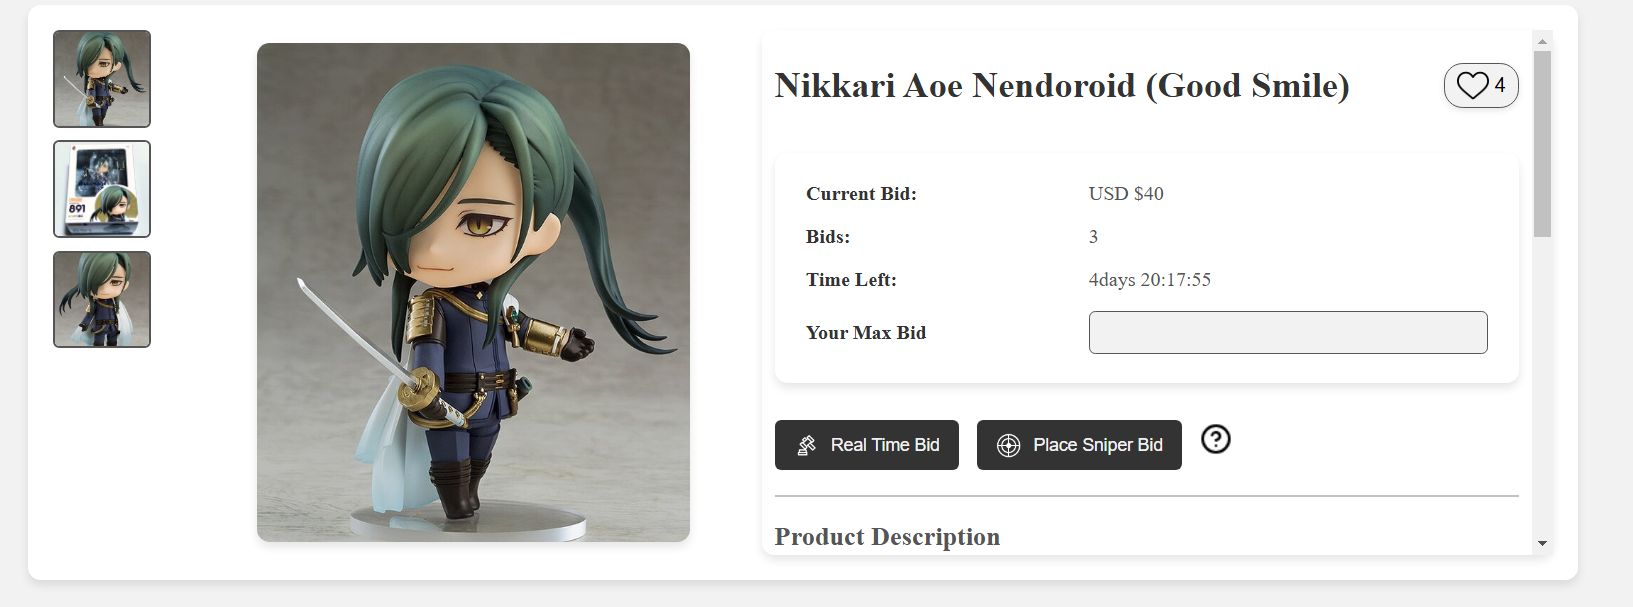 Nikkari Aoe Nendoroid (Good Smile)
4
Current Bid: USD $40
Bids: 3
Time Left: 4days 20:17:55
Your Max Bid
Real Time Bid
Place Sniper Bid
?
Product Description
891